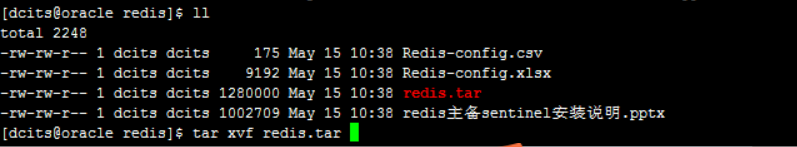 [dcits@oracle redis]$ ll
total 2248
-rw-rw-r-- 1 dcits dcits     175 May 15 10:38 Redis-config.csv
-rw-rw-r-- 1 dcits dcits    9192 May 15 10:38 Redis-config.xlsx
-rw-rw-r-- 1 dcits dcits 1280000 May 15 10:38 redis.tar
-rw-rw-r-- 1 dcits dcits 1002709 May 15 10:38 redis主备sentinel安装说明.pptx
[dcits@oracle redis]$ tar xvf redis.tar